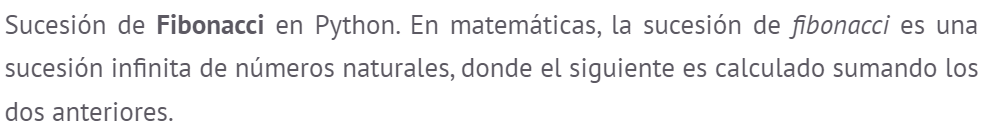 Sucesión de Fibonacci en Python. En matemáticas, la sucesión de fibonacci es una
sucesión infinita de números naturales, donde el siguiente es calculado sumando los
dos anteriores.